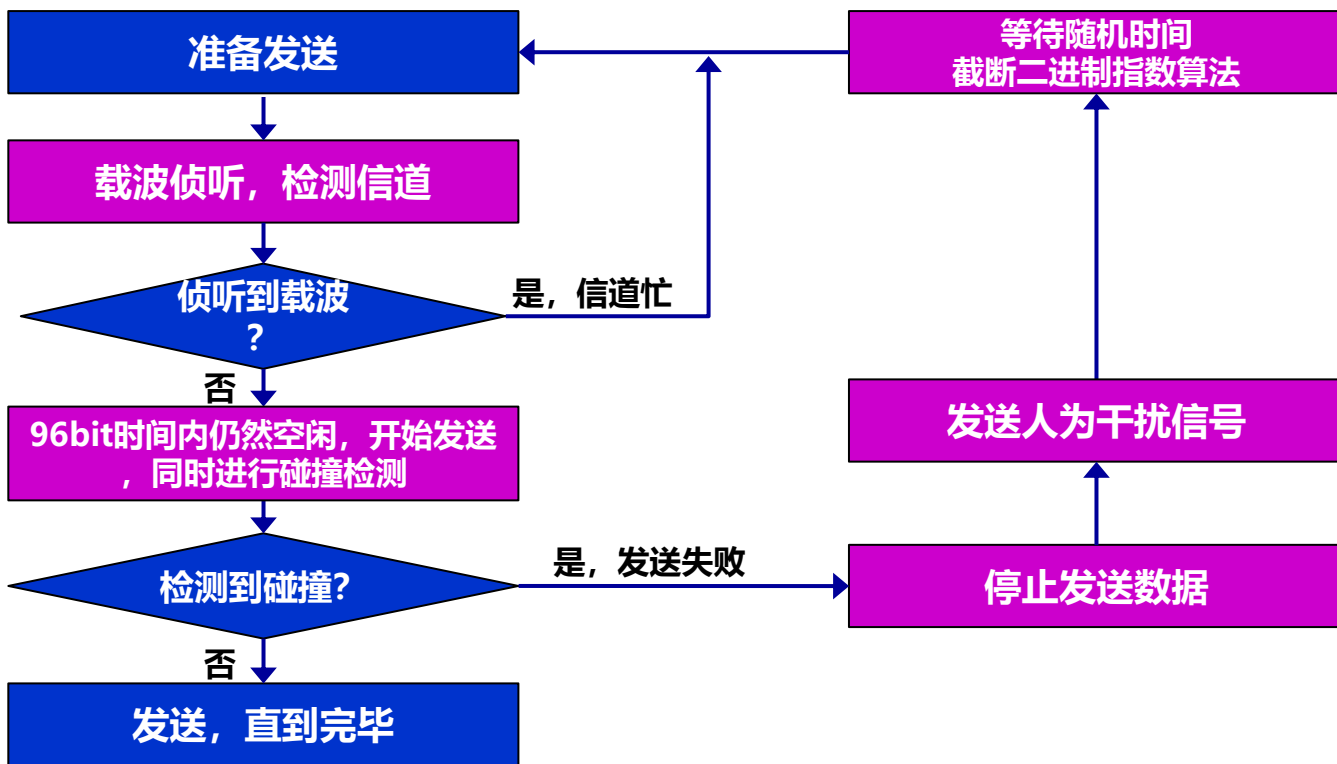 准备发送
等待随机时间
截断二进制指数算法
载波侦听，检测信道
侦听到载波
？
是，信道忙
否
96bit时间内仍然空闲，开始发送
，同时进行碰撞检测
发送人为干扰信号
检测到碰撞？
是，发送失败
停止发送数据
否
发送，直到完毕